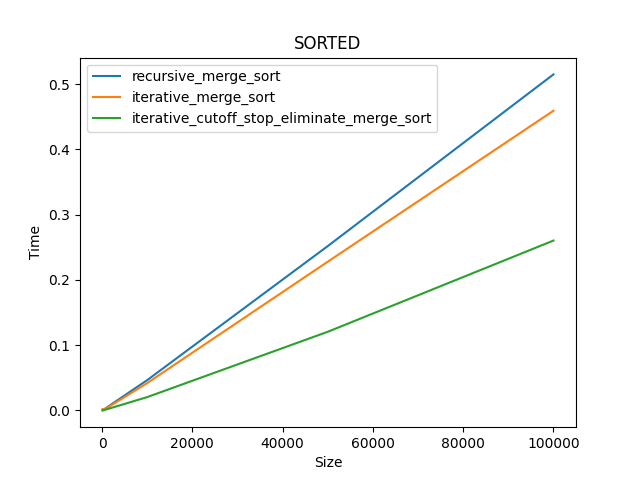 SORTED
recursive_merge_sort
iterative_merge_sort
iterative_cutoff_stop_eliminate_merge_sort
Time
0.5
0.4
0.3
0.2
0.1
0.0
0 20000 40000 60000 80000 100000
Size